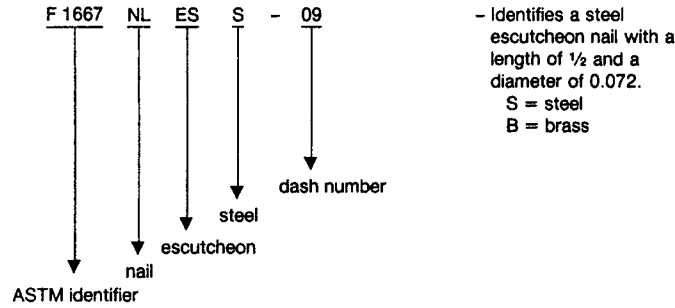 F 1667 NL ES S - 09
- Identifies a steel
escutcheon nail with a
length of ½ and a
diameter of 0.072.
S = steel
B = brass
dash number
steel
escutcheon
nail
ASTM identifier